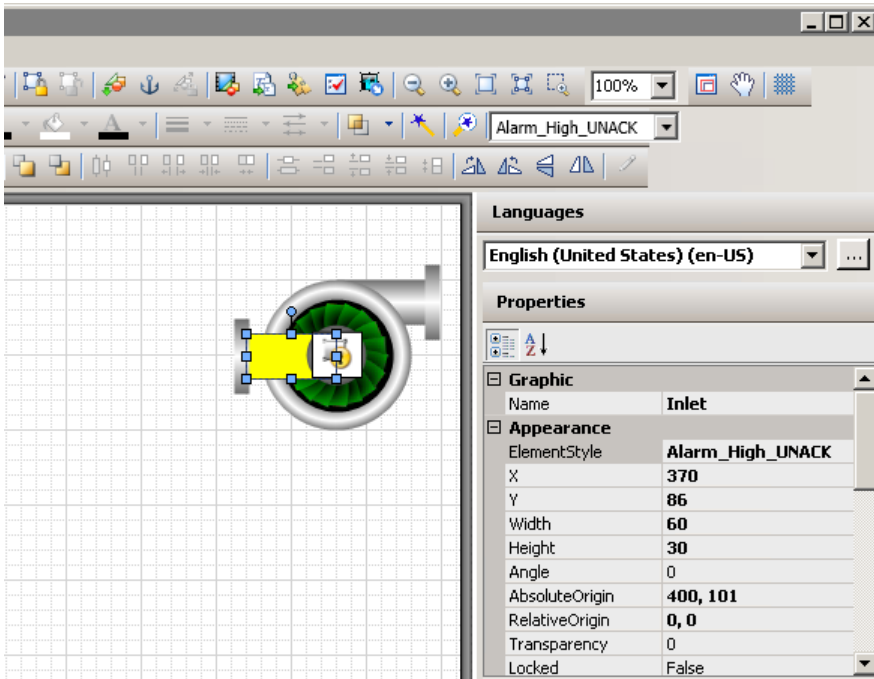 100%
A
Alarm_High_UNACK
Languages
English (United States) (en-US)
...
Properties
A
Z
Graphic
Name Inlet
Appearance
ElementStyle Alarm_High_UNACK
X 370
Y 86
Width 60
Height 30
Angle 0
AbsoluteOrigin 400, 101
RelativeOrigin 0, 0
Transparency 0
Locked False